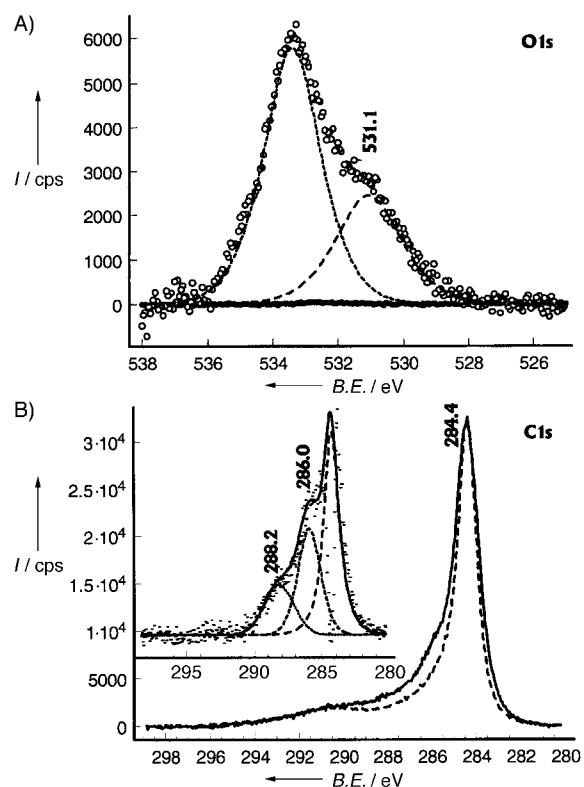 A)
O1s
6000
5000
4000
3000
2000
1000
0
I / cps
531.1
538 536 534 532 530 528 526
B.E. / eV
B)
C1s
3·10⁴
2.5·10⁴
2·10⁴
1.5·10⁴
1·10⁴
5000
0
I / cps
288.2
286.0
284.4
295 290 285 280
298 296 294 292 290 288 286 284 282 280
B.E. / eV